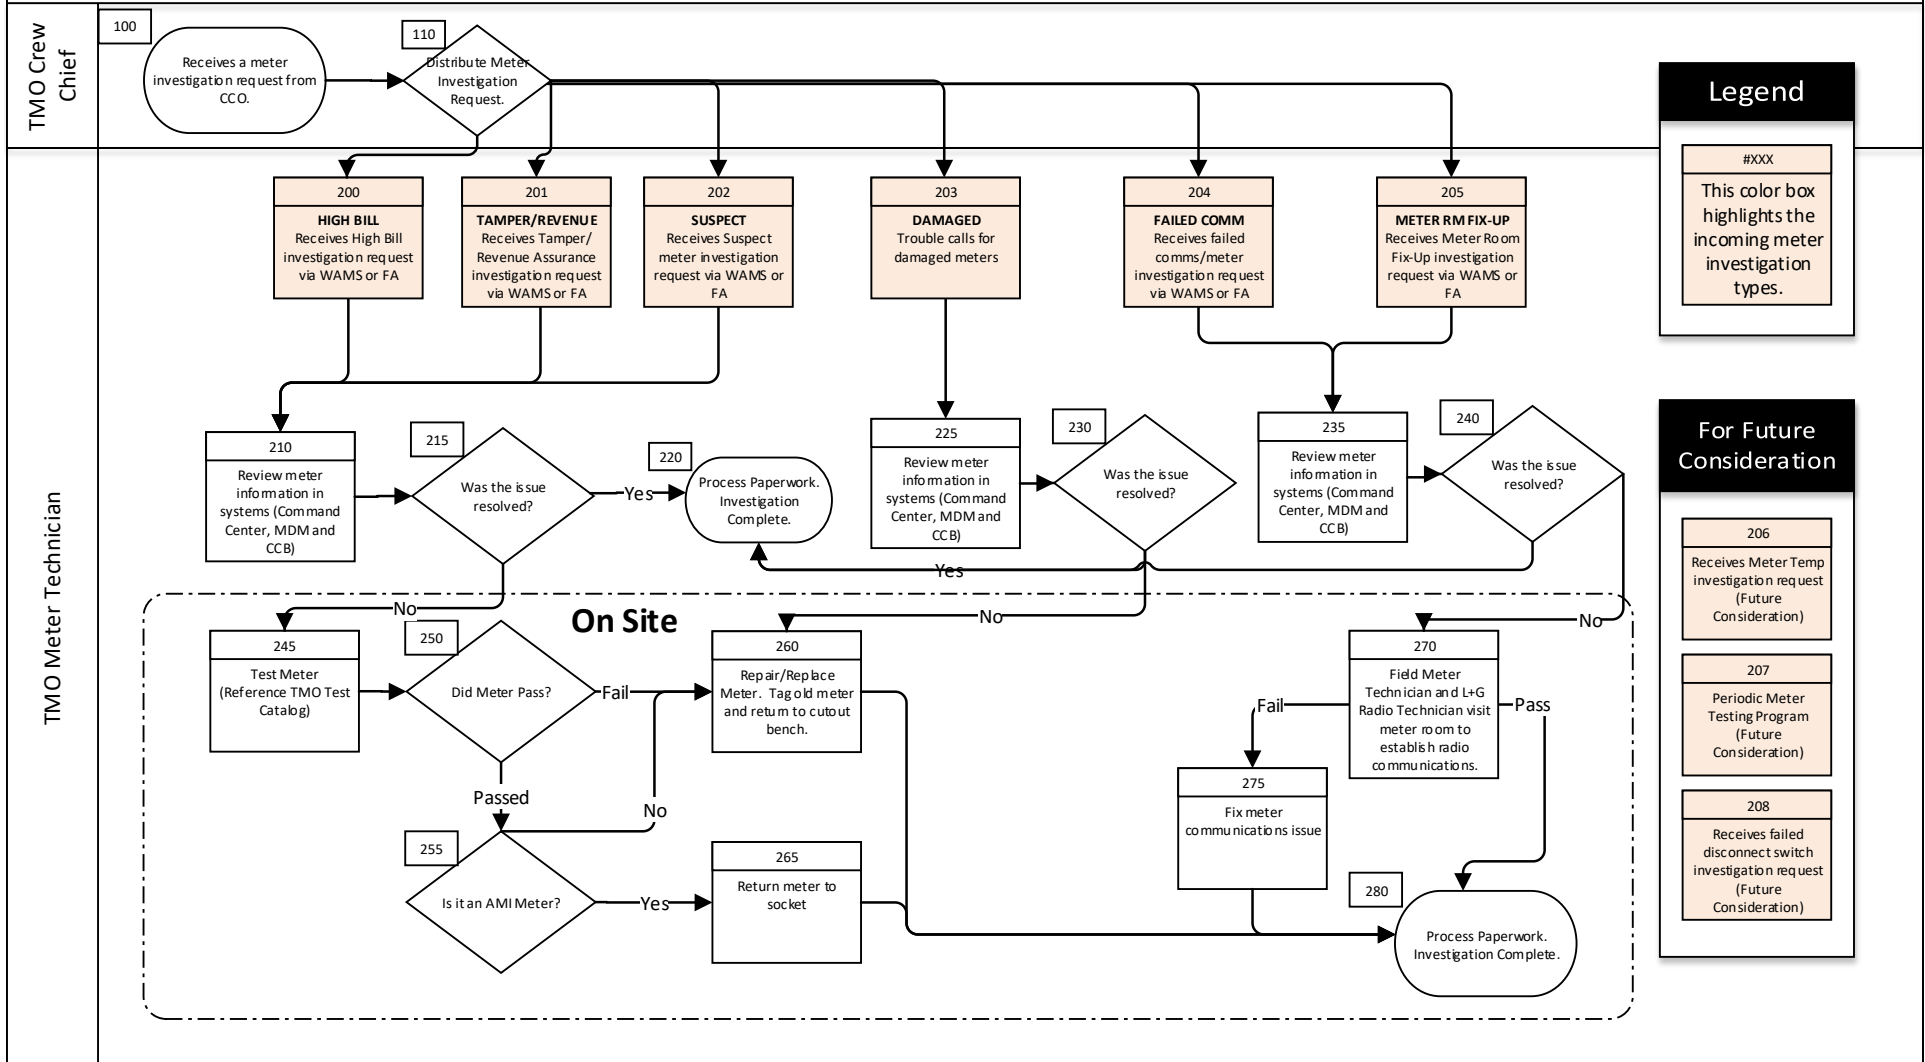 TMO Crew
Chief
100
Receives a meter
investigation request from
CCO.
110
Distribute Meter
Investigation
Request.
Legend
#XXX
This color box
highlights the
incoming meter
investigation
types.
TMO Meter Technician
200
HIGH BILL
Receives High Bill
investigation request
via WAMS or FA
201
TAMPER/REVENUE
Receives Tamper/
Revenue Assurance
investigation request
via WAMS or FA
202
SUSPECT
Receives Suspect
meter investigation
request via WAMS or
FA
203
DAMAGED
Trouble calls for
damaged meters
204
FAILED COMM
Receives failed
comms/meter
investigation request
via WAMS or FA
205
METER RM FIX-UP
Receives Meter Room
Fix-Up investigation
request via WAMS or
FA
210
Review meter
information in
systems (Command
Center, MDM and
CCB)
215
Was the issue
resolved?
Yes
220
Process Paperwork.
Investigation
Complete.
225
Review meter
information in
systems (Command
Center, MDM and
CCB)
230
Was the issue
resolved?
235
Review meter
information in
systems (Command
Center, MDM and
CCB)
240
Was the issue
resolved?
Yes
No
No
No
On Site
245
Test Meter
(Reference TMO Test
Catalog)
250
Did Meter Pass?
Fail
260
Repair/Replace
Meter. Tag old meter
and return to cutout
bench.
270
Field Meter
Technician and L+G
Radio Technician visit
meter room to
establish radio
communications.
Fail
Pass
Passed
No
275
Fix meter
communications issue
255
Is it an AMI Meter?
Yes
265
Return meter to
socket
280
Process Paperwork.
Investigation Complete.
For Future
Consideration
206
Receives Meter Temp
investigation request
(Future
Consideration)
207
Periodic Meter
Testing Program
(Future
Consideration)
208
Receives failed
disconnect switch
investigation request
(Future
Consideration)